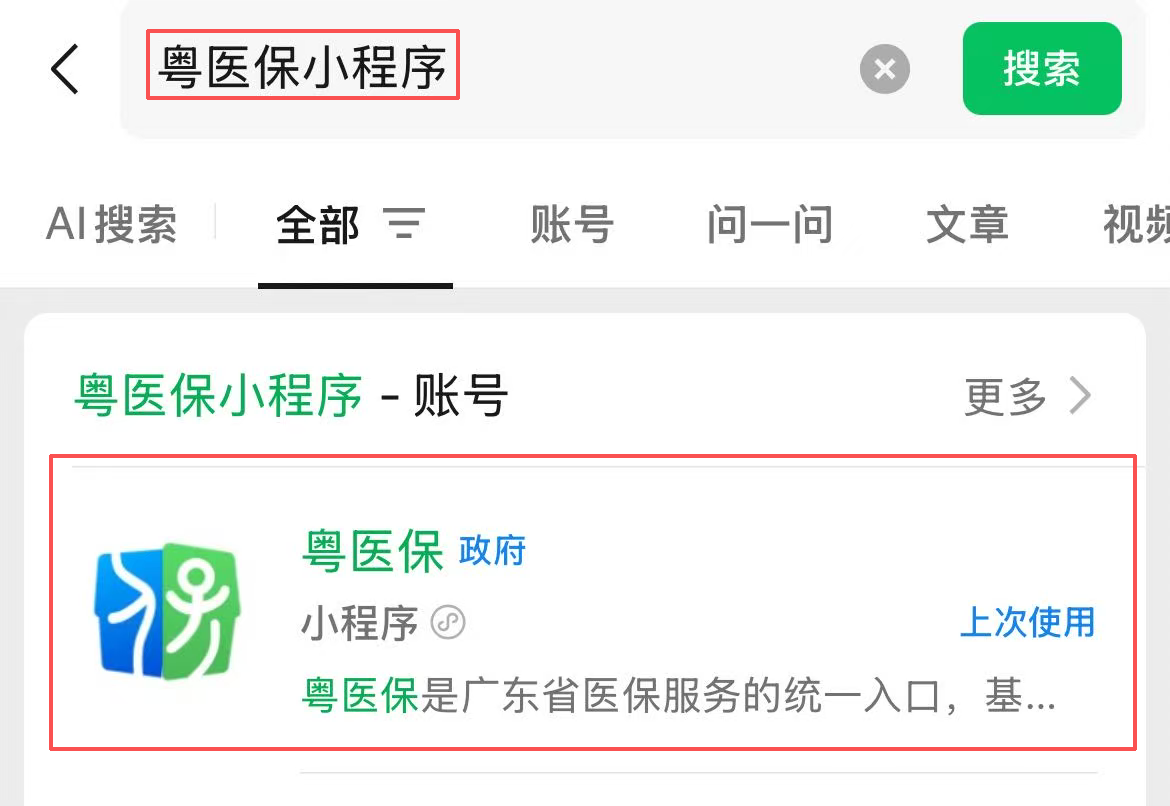 粤医保小程序
搜索
AI搜索 全部 账号 问一问 文章 视频
粤医保小程序 - 账号 更多
粤医保 政府
小程序
上次使用
粤医保是广东省医保服务的统一入口，基...